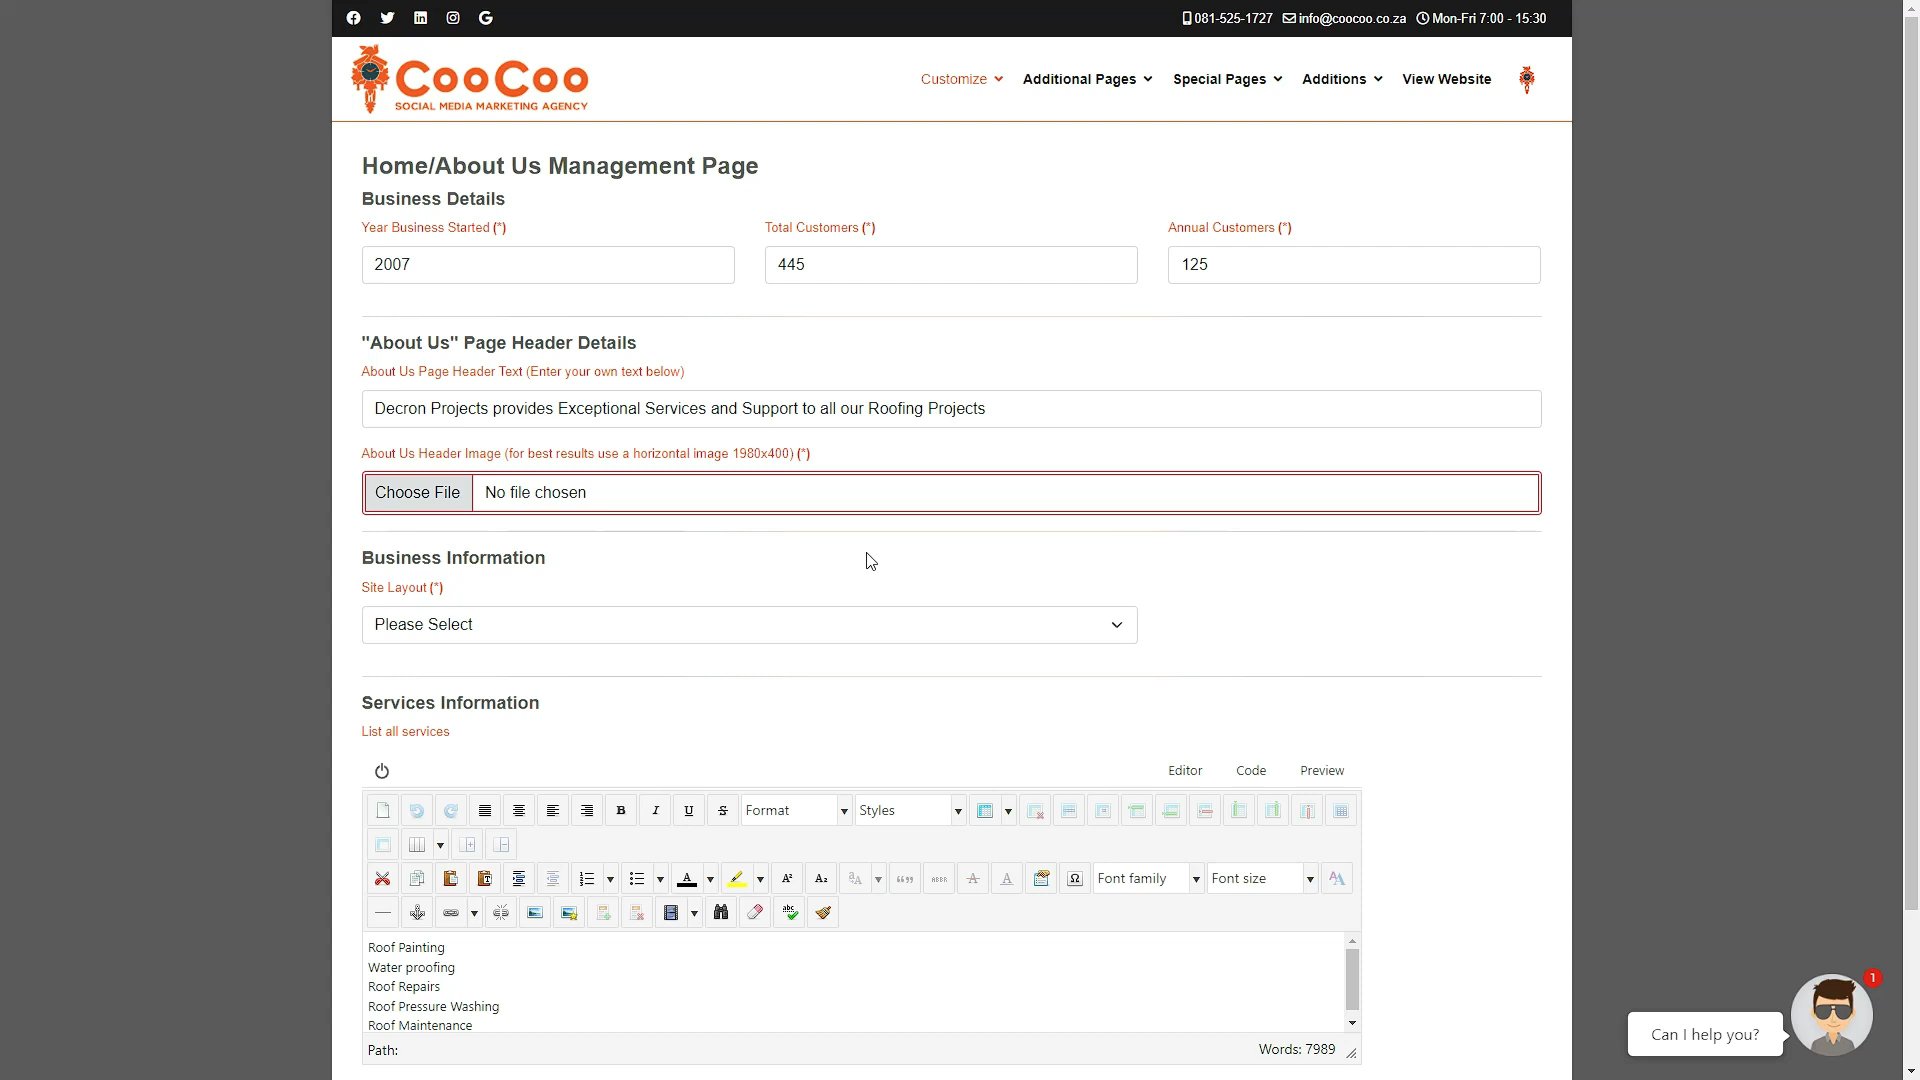 081-525-1727 info@coocoo.co.za Mon-Fri 7:00 - 15:30
CooCoo
SOCIAL MEDIA MARKETING AGENCY
Customize Additional Pages Special Pages Additions View Website
Home/About Us Management Page
Business Details
Year Business Started (*) Total Customers (*) Annual Customers (*)
2007 445 125
"About Us" Page Header Details
About Us Page Header Text (Enter your own text below)
Decron Projects provides Exceptional Services and Support to all our Roofing Projects
About Us Header Image (for best results use a horizontal image 1980x400) (*)
Choose File No file chosen
Business Information
Site Layout (*)
Please Select
Services Information
List all services
Editor Code Preview
Format Styles
Font family Font size
Roof Painting
Water proofing
Roof Repairs
Roof Pressure Washing
Roof Maintenance
Path: Words: 7989
1
Can I help you?